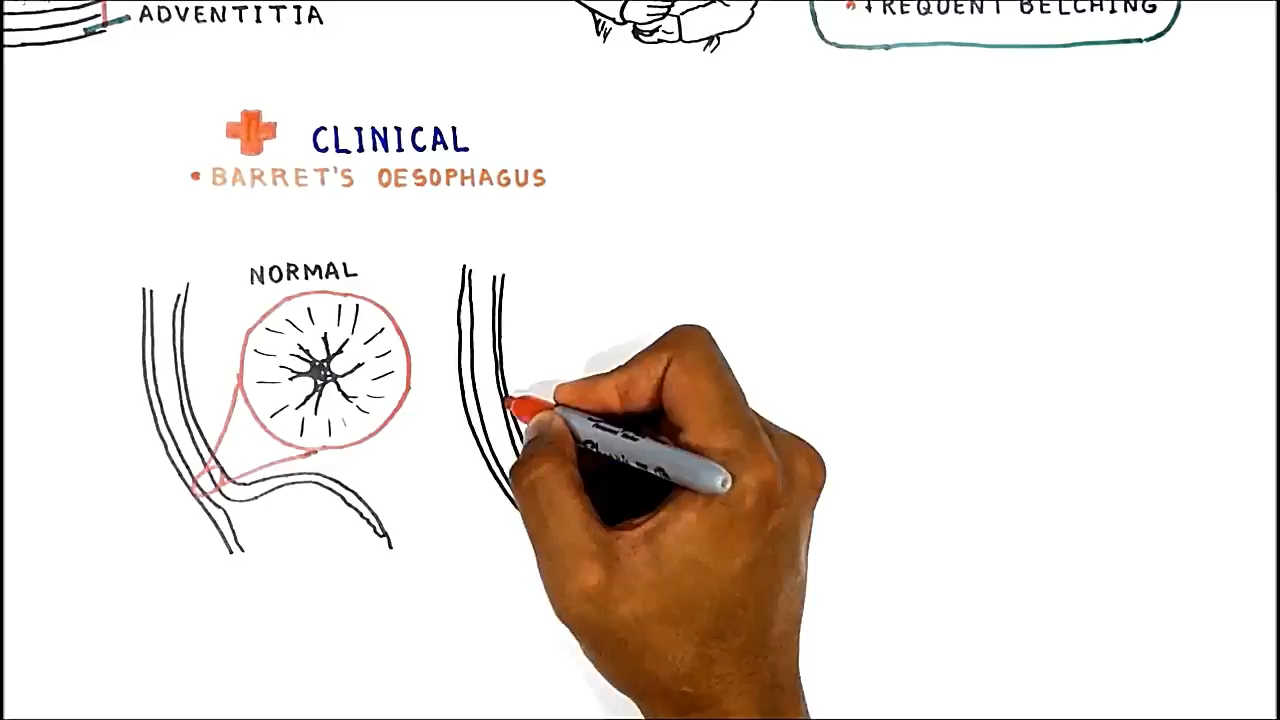 ADVENTITIA
FREQUENT BELCHING
CLINICAL
• BARRET'S OESOPHAGUS
NORMAL